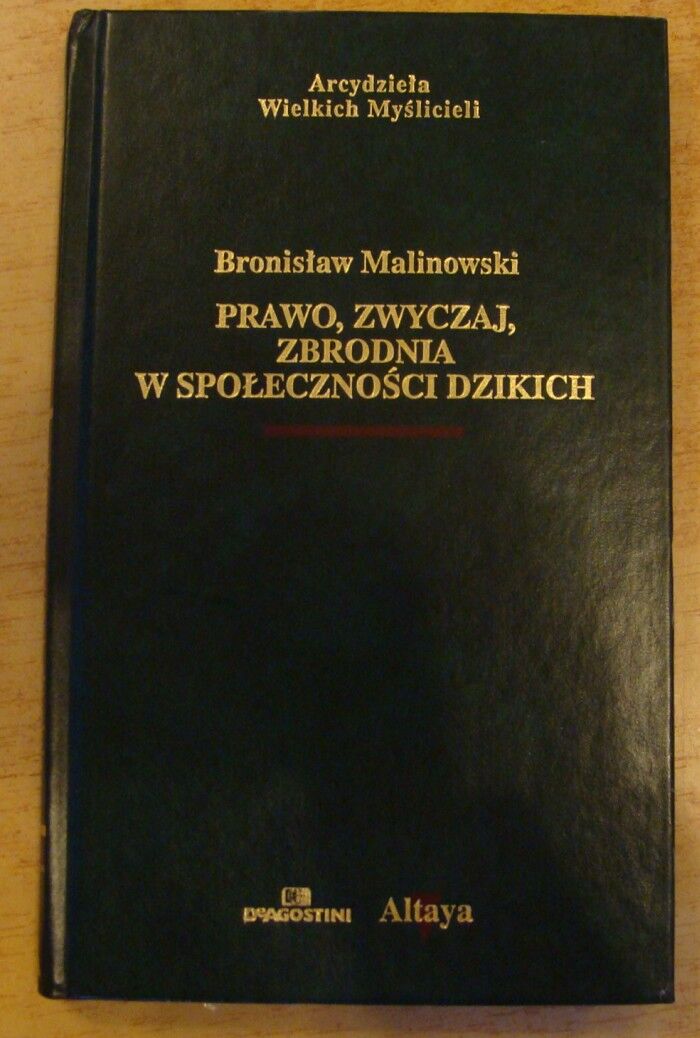 Arcydzieła
Wielkich Myślicieli
Bronisław Malinowski
PRAWO, ZWYCZAJ,
ZBRODNIA
W SPOŁECZNOŚCI DZIKICH
DeAGOSTINI Altaya